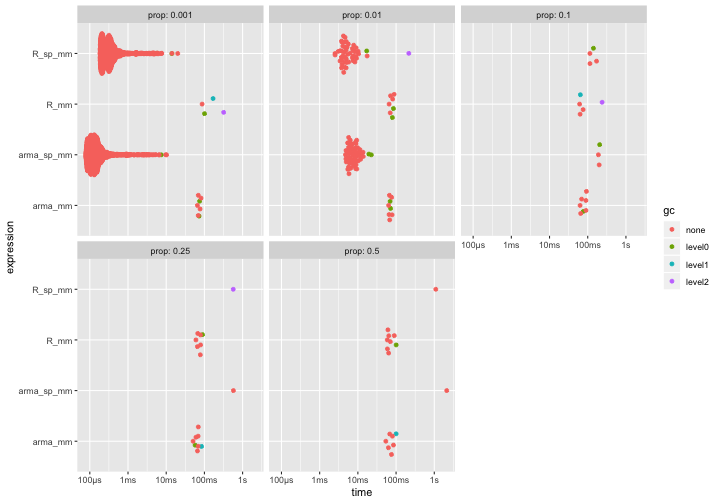 prop: 0.001
prop: 0.01
prop: 0.1
R_sp_mm
R_mm
arma_sp_mm
arma_mm
100µs
1ms
10ms
100ms
1s
expression
gc
none
level0
level1
level2
prop: 0.25
prop: 0.5
R_sp_mm
R_mm
arma_sp_mm
arma_mm
100µs
1ms
10ms
100ms
1s
100µs
1ms
10ms
100ms
1s
time